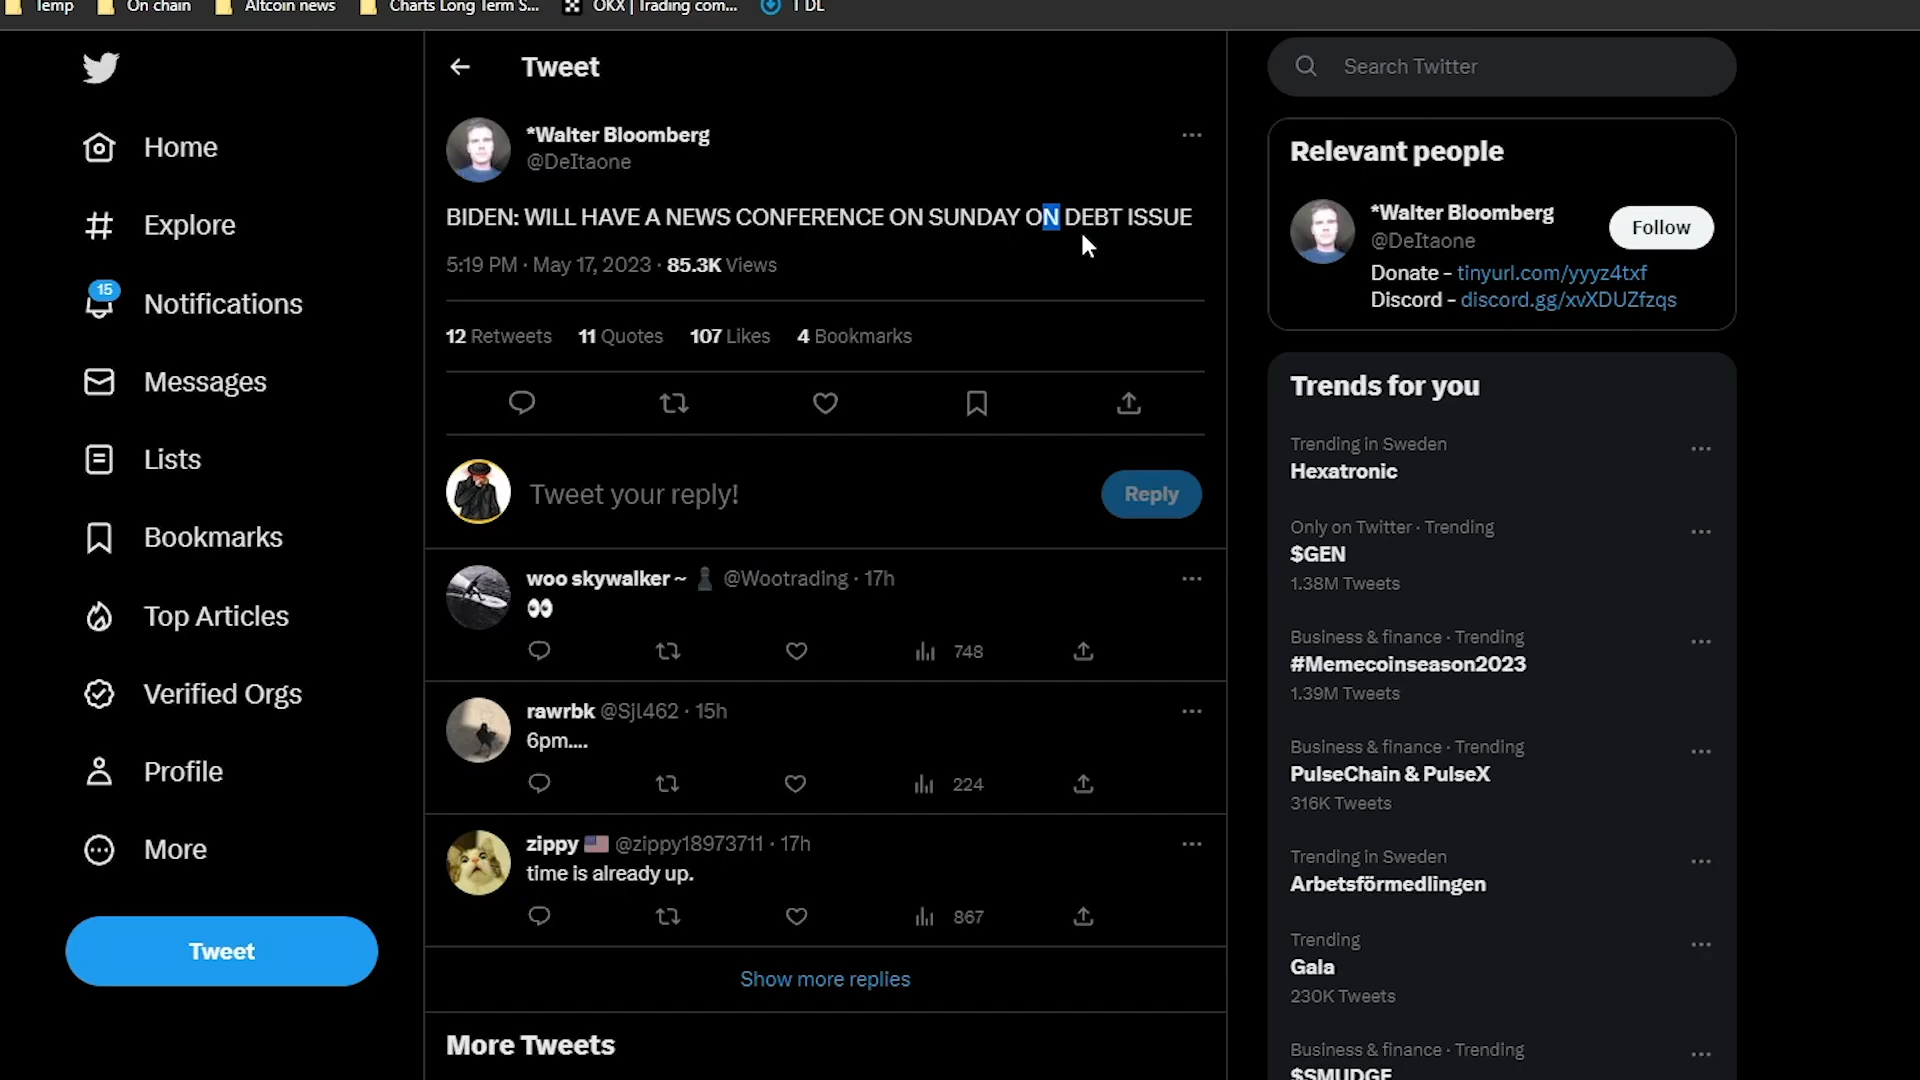 Temp
On chain
Altcoin news
Charts Long Term S...
OKX | Trading com...
1 DL
Tweet
Search Twitter
Home
Explore
15
Notifications
Messages
Lists
Bookmarks
Top Articles
Verified Orgs
Profile
More
Tweet
*Walter Bloomberg
@DeItaone
BIDEN: WILL HAVE A NEWS CONFERENCE ON SUNDAY ON DEBT ISSUE
5:19 PM · May 17, 2023 · 85.3K Views
12 Retweets 11 Quotes 107 Likes 4 Bookmarks
Tweet your reply!
Reply
woo skywalker ~ @Wootrading · 17h
748
rawrbk @Sjl462 · 15h
6pm....
224
zippy @zippy18973711 · 17h
time is already up.
867
Show more replies
More Tweets
Relevant people
*Walter Bloomberg
@DeItaone
Follow
Donate - tinyurl.com/yyyz4txf
Discord - discord.gg/xvXDUZfzqs
Trends for you
Trending in Sweden
Hexatronic
Only on Twitter · Trending
$GEN
1.38M Tweets
Business & finance · Trending
#Memecoinseason2023
1.39M Tweets
Business & finance · Trending
PulseChain & PulseX
316K Tweets
Trending in Sweden
Arbetsförmedlingen
Trending
Gala
230K Tweets
Business & finance · Trending
$SMUDGE